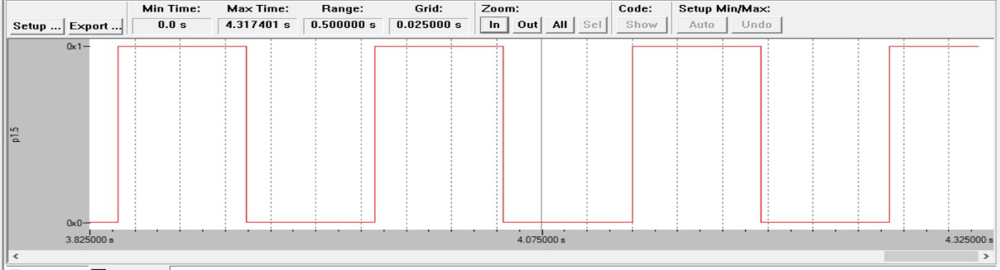 Min Time: Max Time: Range: Grid: Zoom: Code: Setup Min/Max:
Setup ... Export ... 0.0 s 4.317401 s 0.500000 s 0.025000 s In Out All Sel Show Auto Undo
0x1
p1.5
0x0
3.825000 s 4.075000 s 4.325000 s